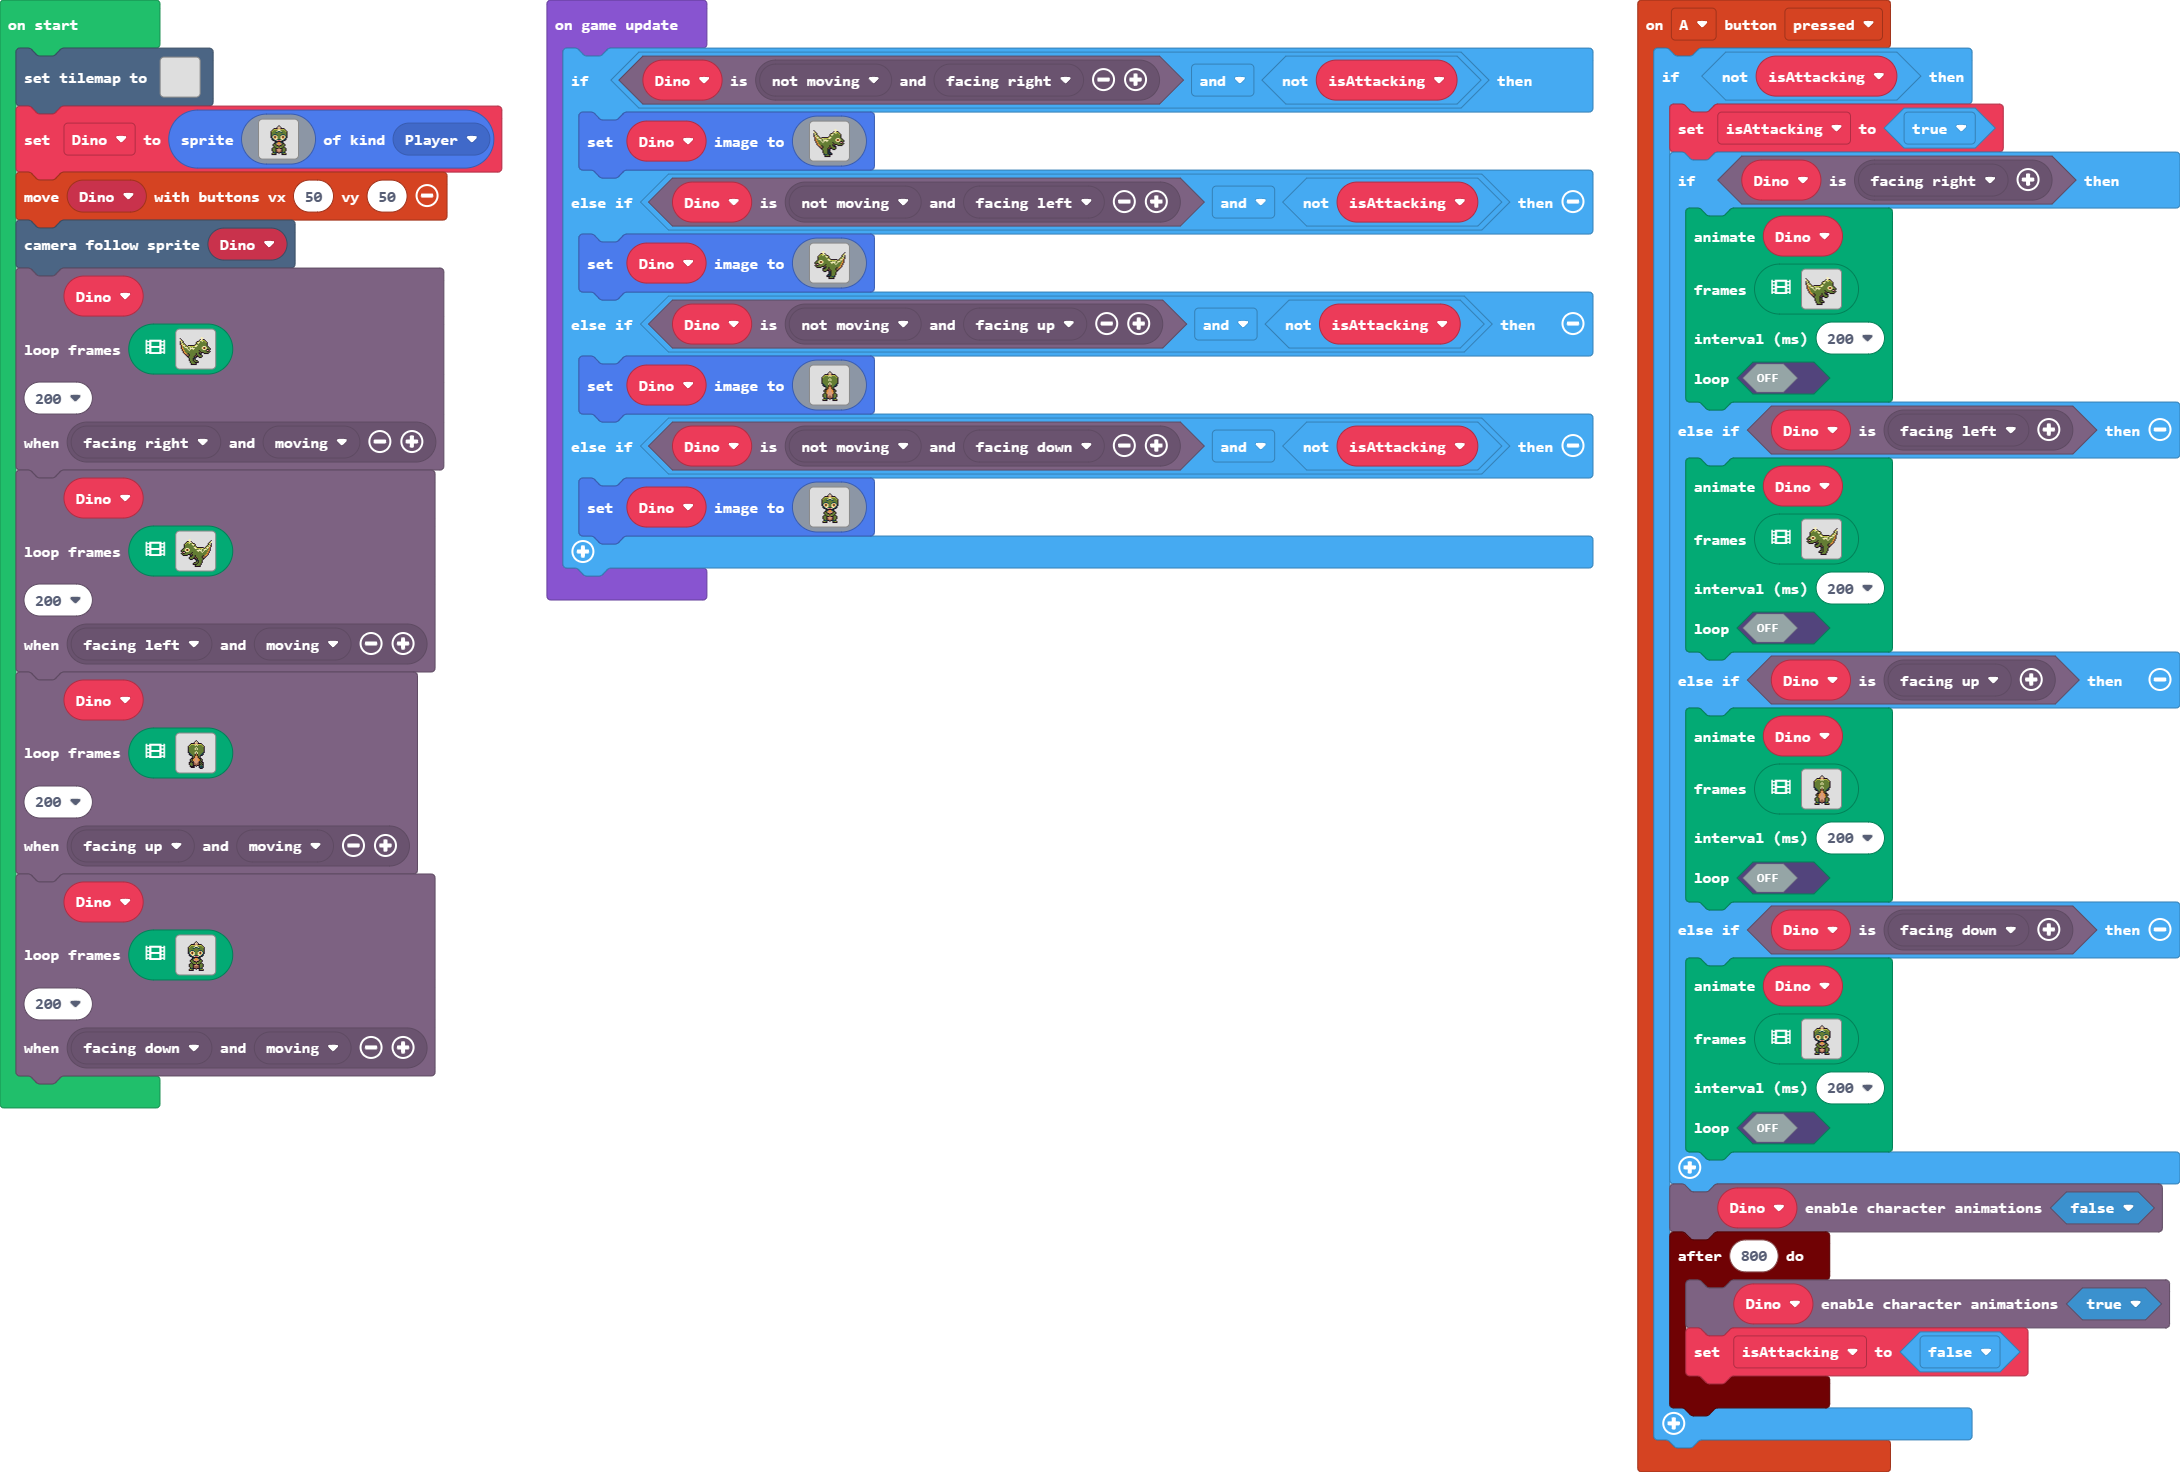 on start
set tilemap to
set Dino to sprite of kind Player
move Dino with buttons vx 50 vy 50
camera follow sprite Dino
Dino
loop frames
200
when facing right and moving
Dino
loop frames
200
when facing left and moving
Dino
loop frames
200
when facing up and moving
Dino
loop frames
200
when facing down and moving
on game update
if Dino is not moving and facing right and not isAttacking then
set Dino image to
else if Dino is not moving and facing left and not isAttacking then
set Dino image to
else if Dino is not moving and facing up and not isAttacking then
set Dino image to
else if Dino is not moving and facing down and not isAttacking then
set Dino image to
on A button pressed
if not isAttacking then
set isAttacking to true
if Dino is facing right then
animate Dino
frames
interval (ms) 200
loop OFF
else if Dino is facing left then
animate Dino
frames
interval (ms) 200
loop OFF
else if Dino is facing up then
animate Dino
frames
interval (ms) 200
loop OFF
else if Dino is facing down then
animate Dino
frames
interval (ms) 200
loop OFF
Dino enable character animations false
after 800 do
Dino enable character animations true
set isAttacking to false